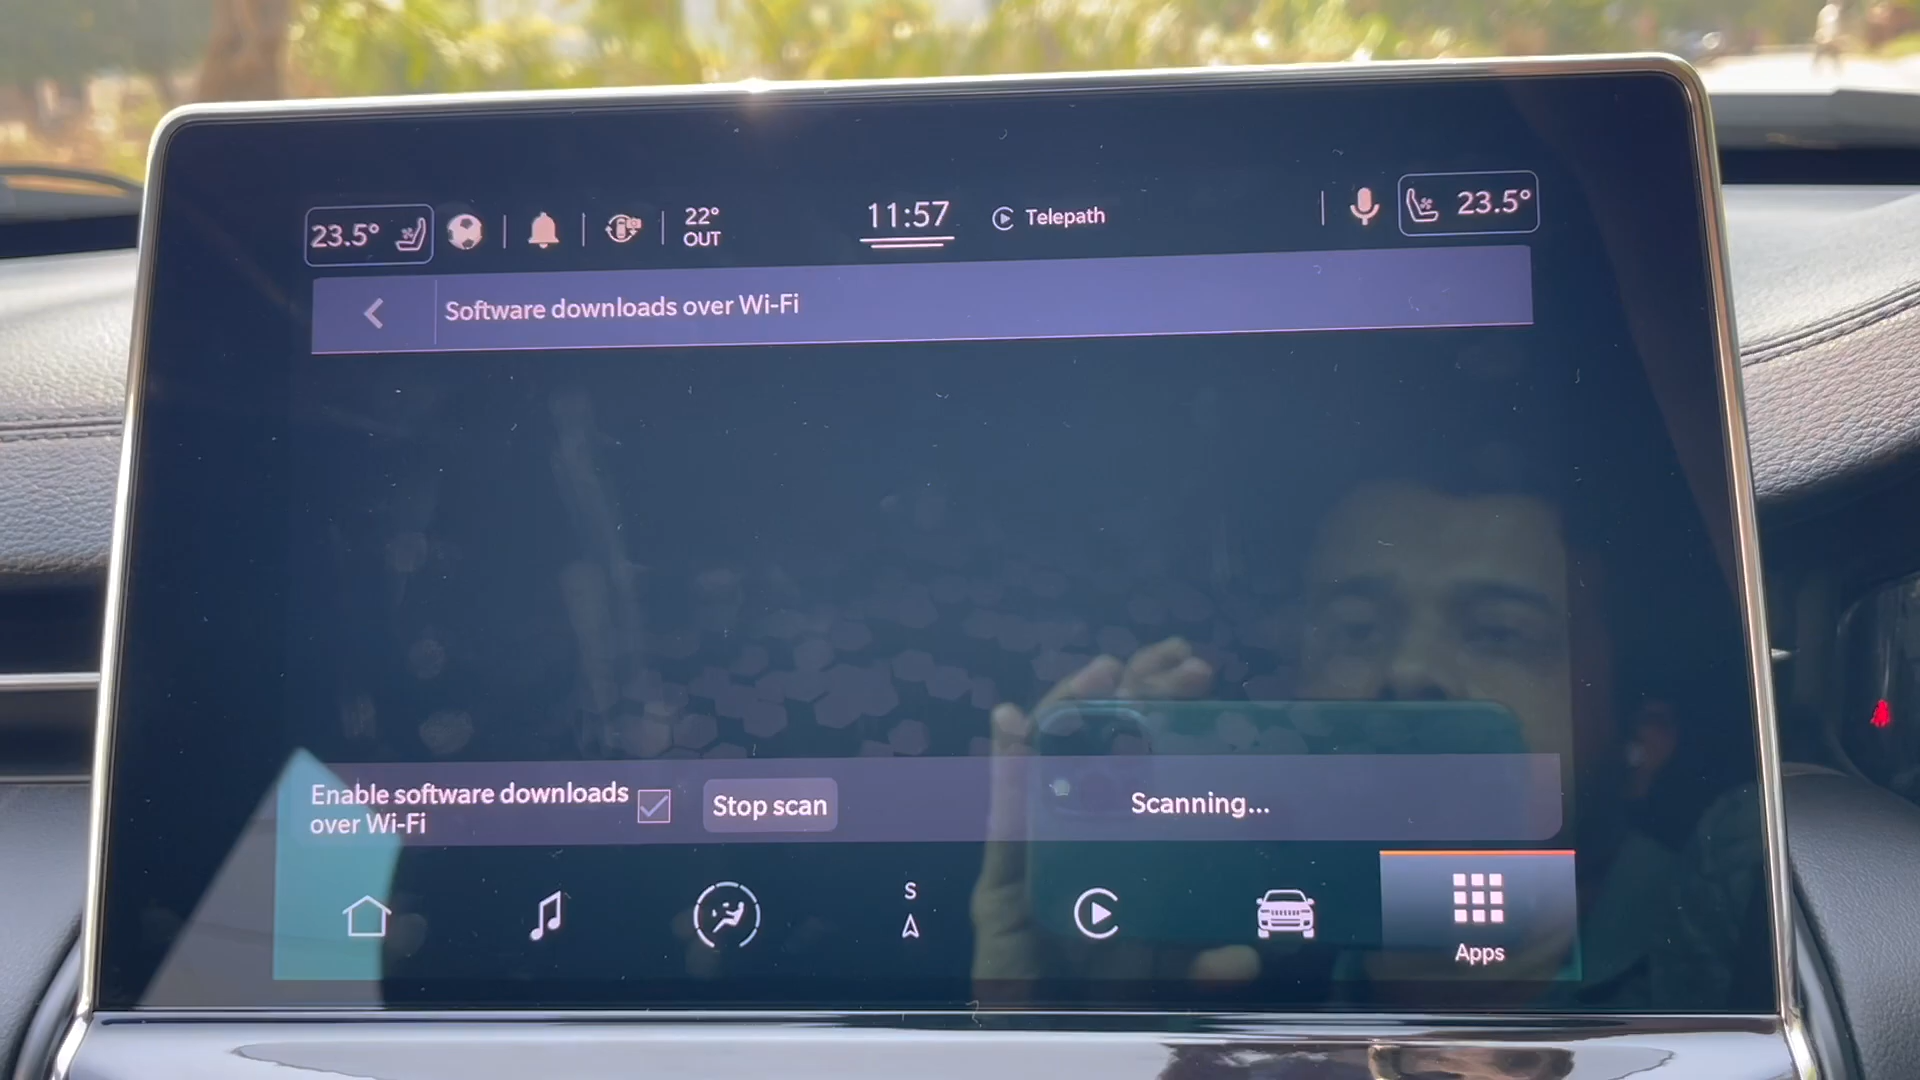 23.5°
22°
OUT
11:57
Telepath
23.5°
Software downloads over Wi-Fi
Enable software downloads
over Wi-Fi
Stop scan
Scanning...
S
Apps